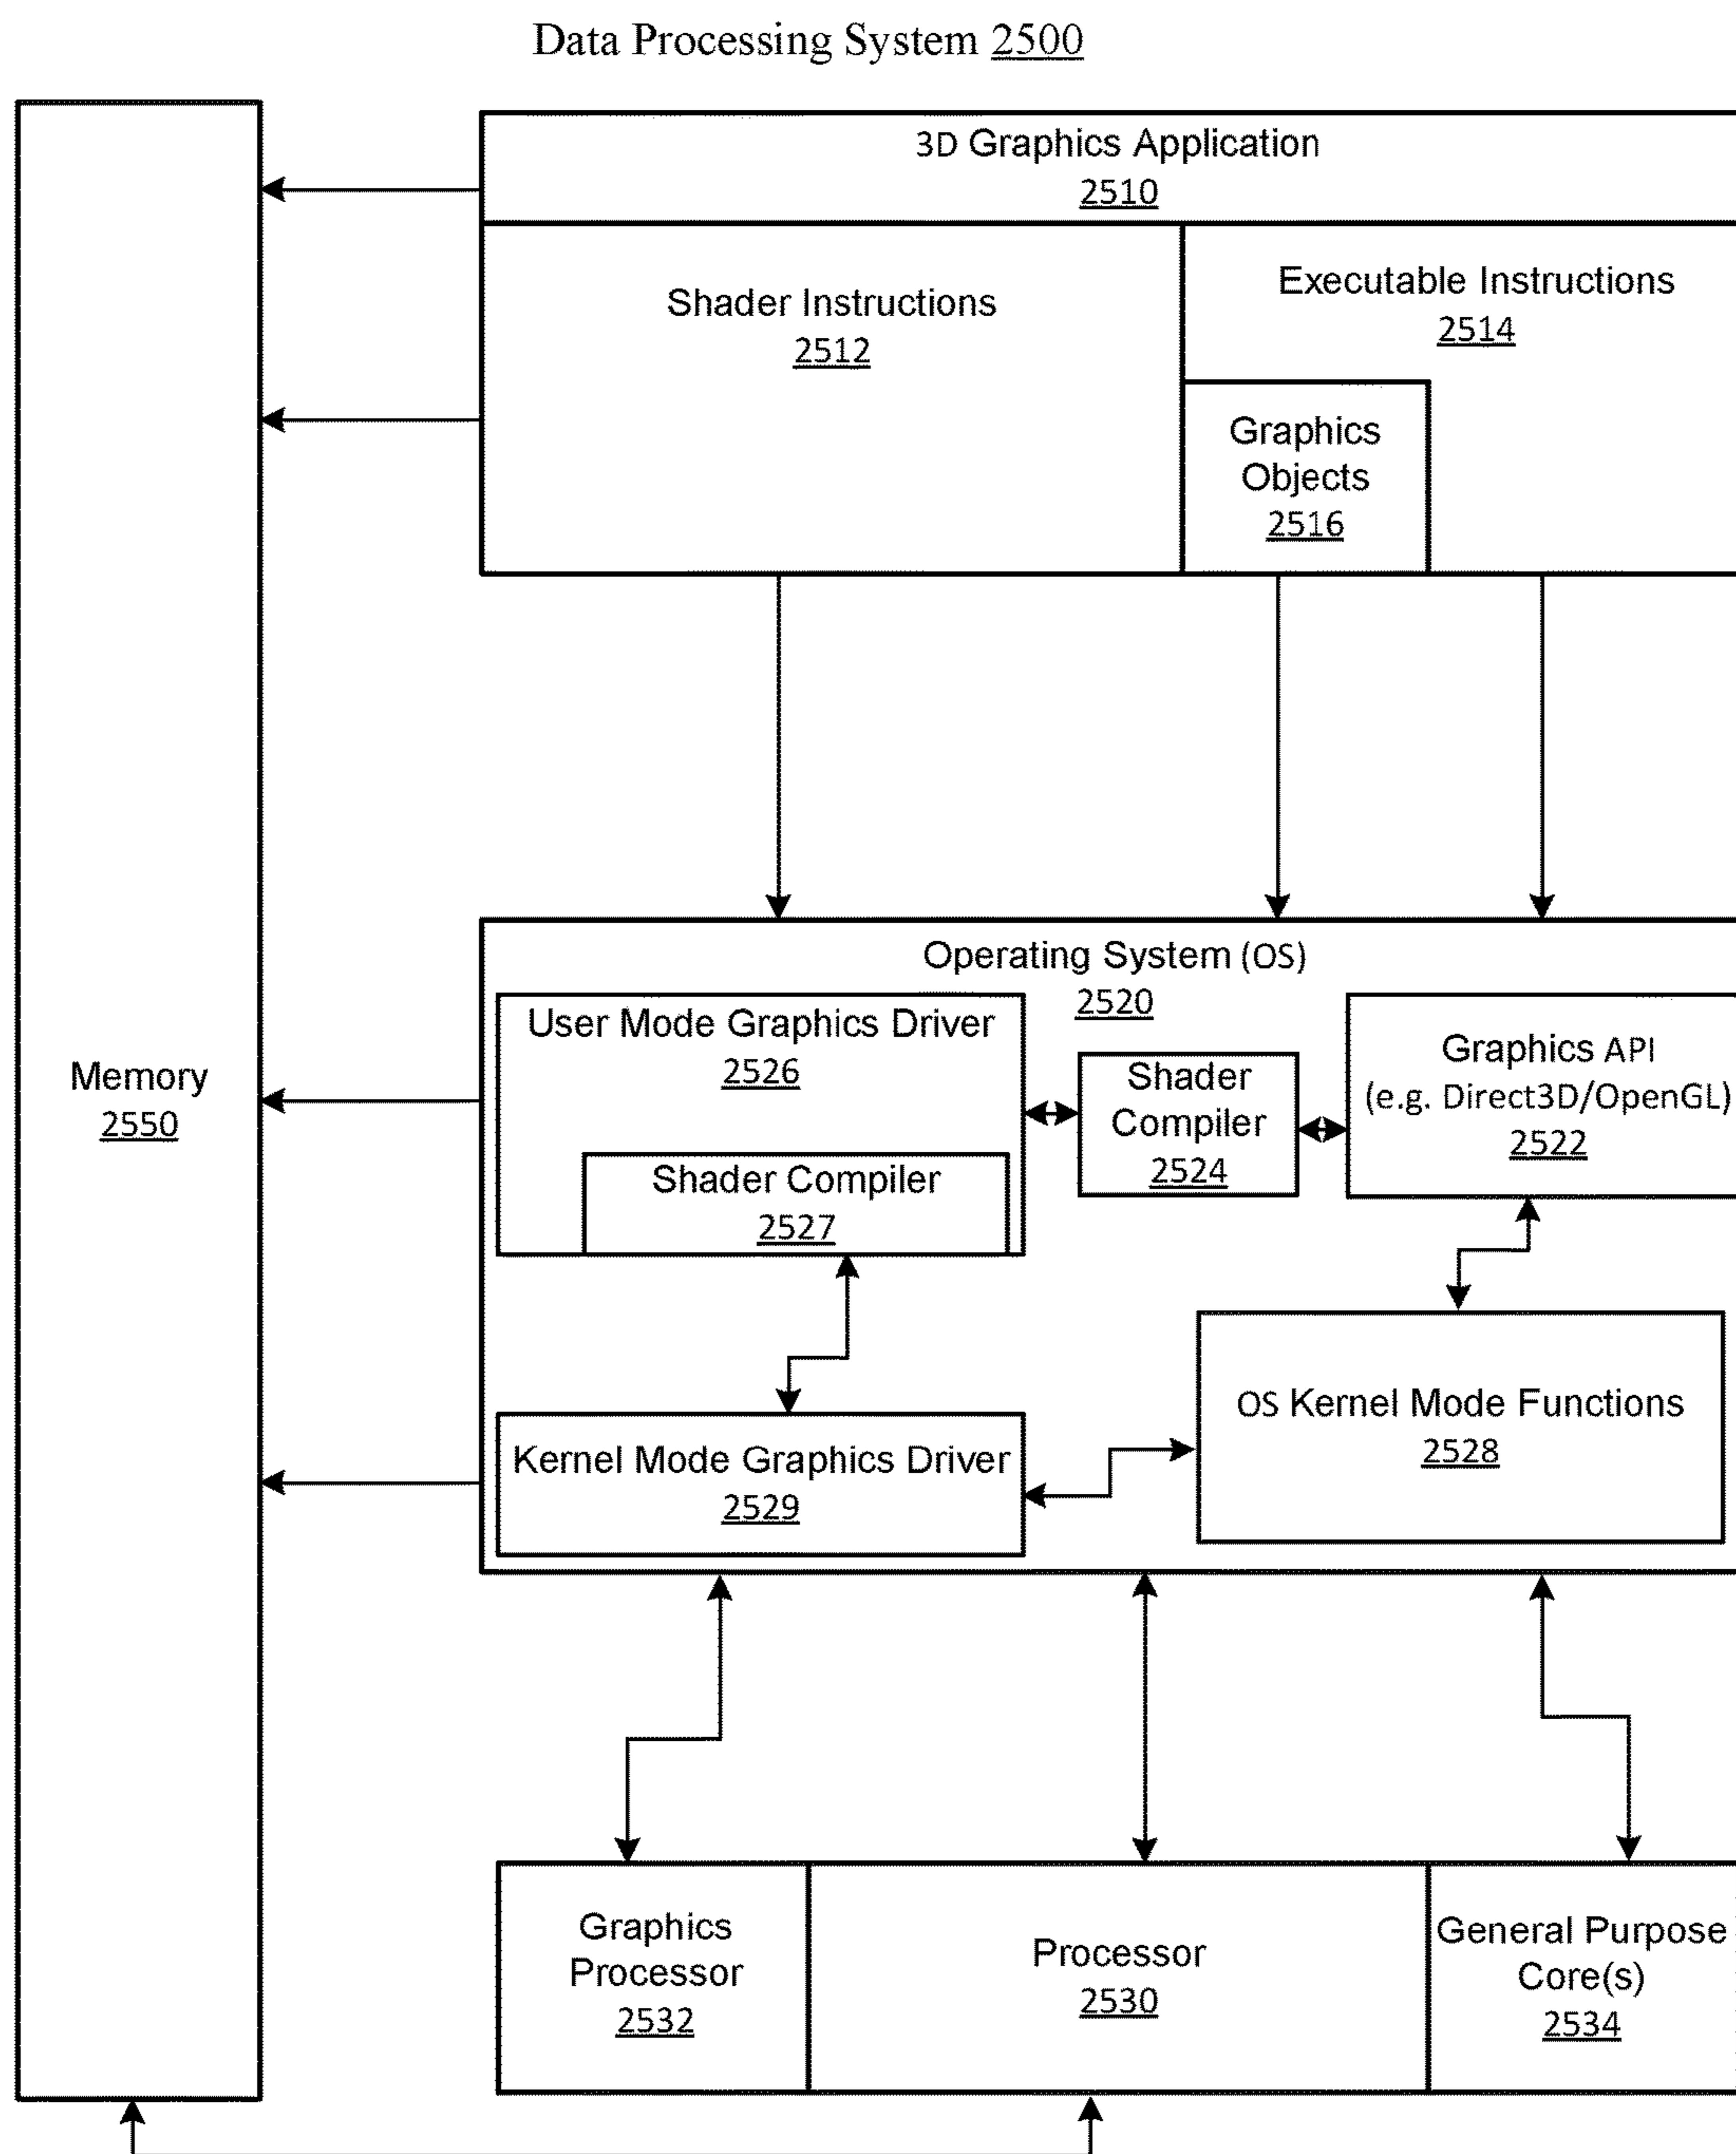 Data Processing System 2500
3D Graphics Application
2510
Shader Instructions
2512
Executable Instructions
2514
Graphics
Objects
2516
Operating System (OS)
2520
User Mode Graphics Driver
2526
Shader Compiler
2527
Shader
Compiler
2524
Graphics API
(e.g. Direct3D/OpenGL)
2522
Memory
2550
OS Kernel Mode Functions
2528
Kernel Mode Graphics Driver
2529
Graphics
Processor
2532
Processor
2530
General Purpose
Core(s)
2534